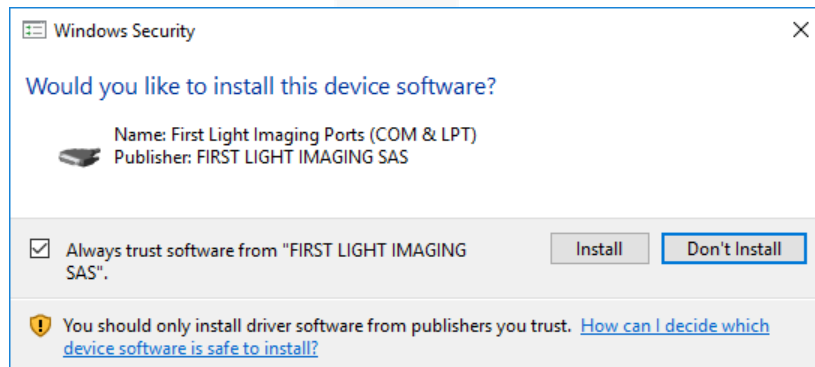 Windows Security
Would you like to install this device software?
Name: First Light Imaging Ports (COM & LPT)
Publisher: FIRST LIGHT IMAGING SAS
Always trust software from "FIRST LIGHT IMAGING
SAS".
Install
Don't Install
You should only install driver software from publishers you trust. How can I decide which
device software is safe to install?